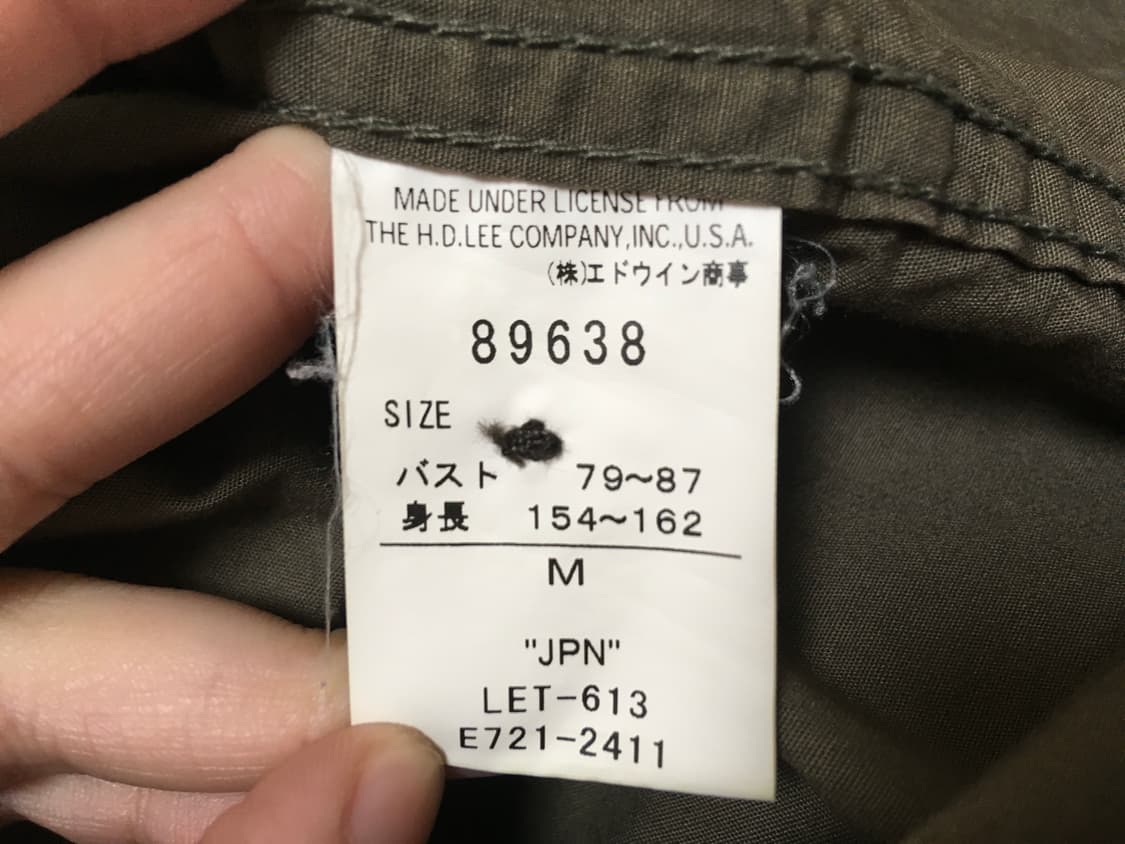 MADE UNDER LICENSE FROM
THE H.D.LEE COMPANY,INC.,U.S.A.
(株)エドウイン商事
89638
SIZE
バスト 79～87
身長 154～162
M
"JPN"
LET-613
E721-2411